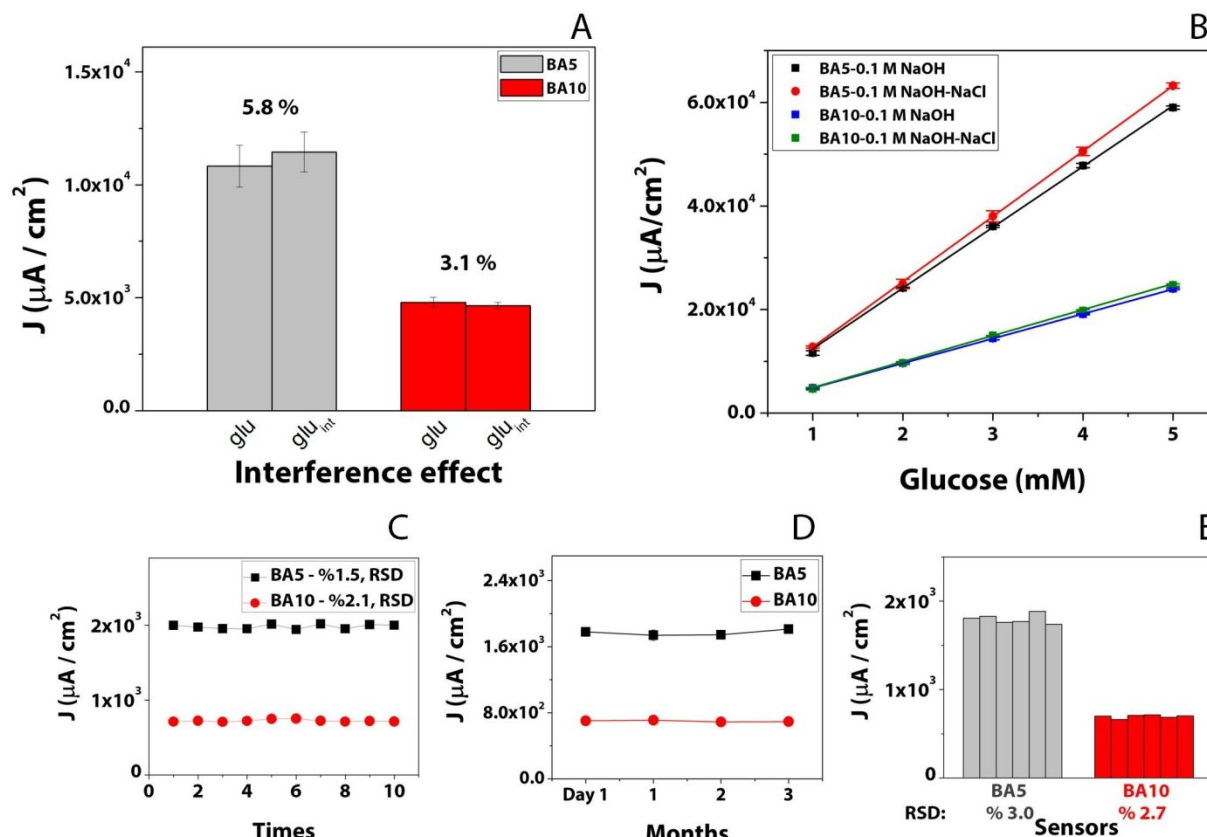 A
BA5
BA10
1.5x10⁴
1.0x10⁴
5.0x10³
0.0
J (μA / cm²)
5.8 %
3.1 %
glu
glu_int
glu
glu_int
Interference effect
B
BA5-0.1 M NaOH
BA5-0.1 M NaOH-NaCl
BA10-0.1 M NaOH
BA10-0.1 M NaOH-NaCl
6.0x10⁴
4.0x10⁴
2.0x10⁴
0.0
J (μA/cm²)
1 2 3 4 5
Glucose (mM)
C
BA5 - %1.5, RSD
BA10 - %2.1, RSD
2x10³
1x10³
0
J (μA / cm²)
0 2 4 6 8 10
Times
D
BA5
BA10
2.4x10³
1.6x10³
8.0x10²
0.0
J (μA / cm²)
Day 1 1 2 3
Months
E
2x10³
1x10³
0
J (μA / cm²)
BA5 BA10
RSD: % 3.0 % 2.7
Sensors